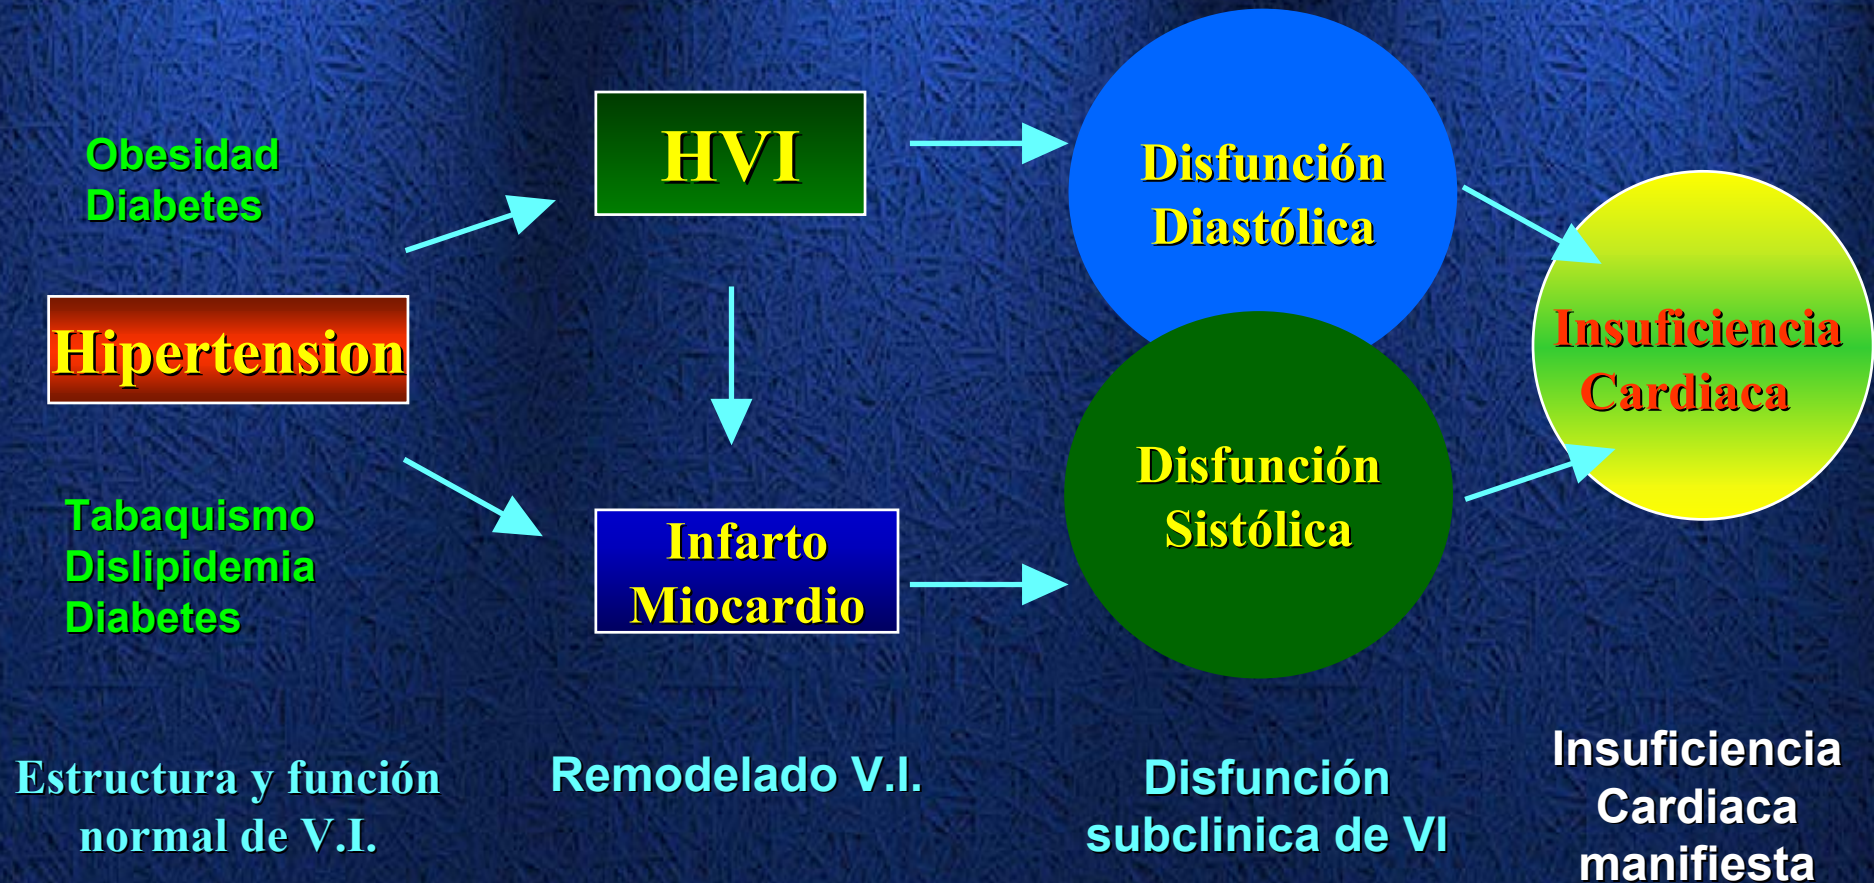 Obesidad
Diabetes
Hipertension
Tabaquismo
Dislipidemia
Diabetes
HVI
Infarto
Miocardio
Disfunción
Diastólica
Disfunción
Sistólica
Insuficiencia
Cardiaca
Estructura y función
normal de V.I.
Remodelado V.I.
Disfunción
subclinica de VI
Insuficiencia
Cardiaca
manifiesta